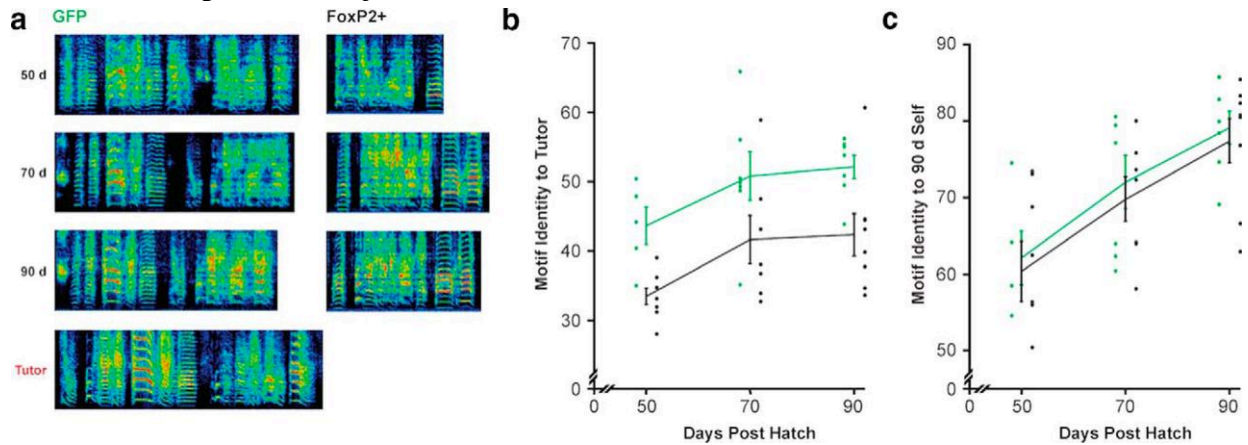 a
GFP
FoxP2+
50 d
70 d
90 d
Tutor
b
Motif Identity to Tutor
70
60
50
40
30
0
0
50
70
90
Days Post Hatch
c
Motif Identity to 90 d Self
90
80
70
60
50
0
0
50
70
90
Days Post Hatch